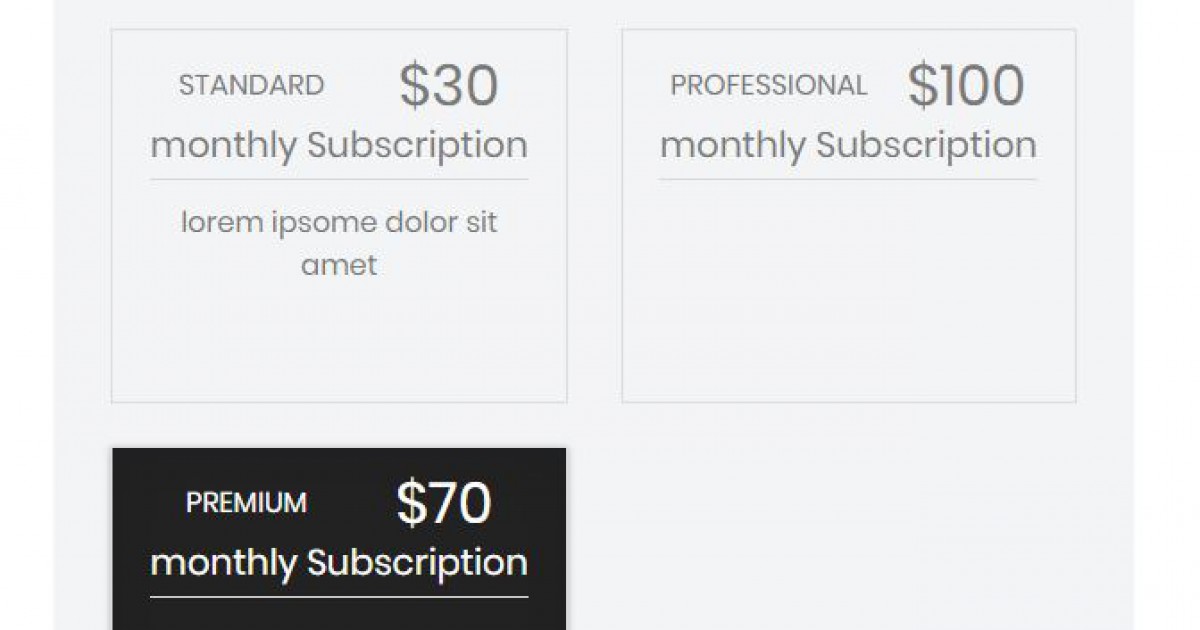 STANDARD $30
monthly Subscription
lorem ipsome dolor sit
amet
PROFESSIONAL $100
monthly Subscription
PREMIUM $70
monthly Subscription